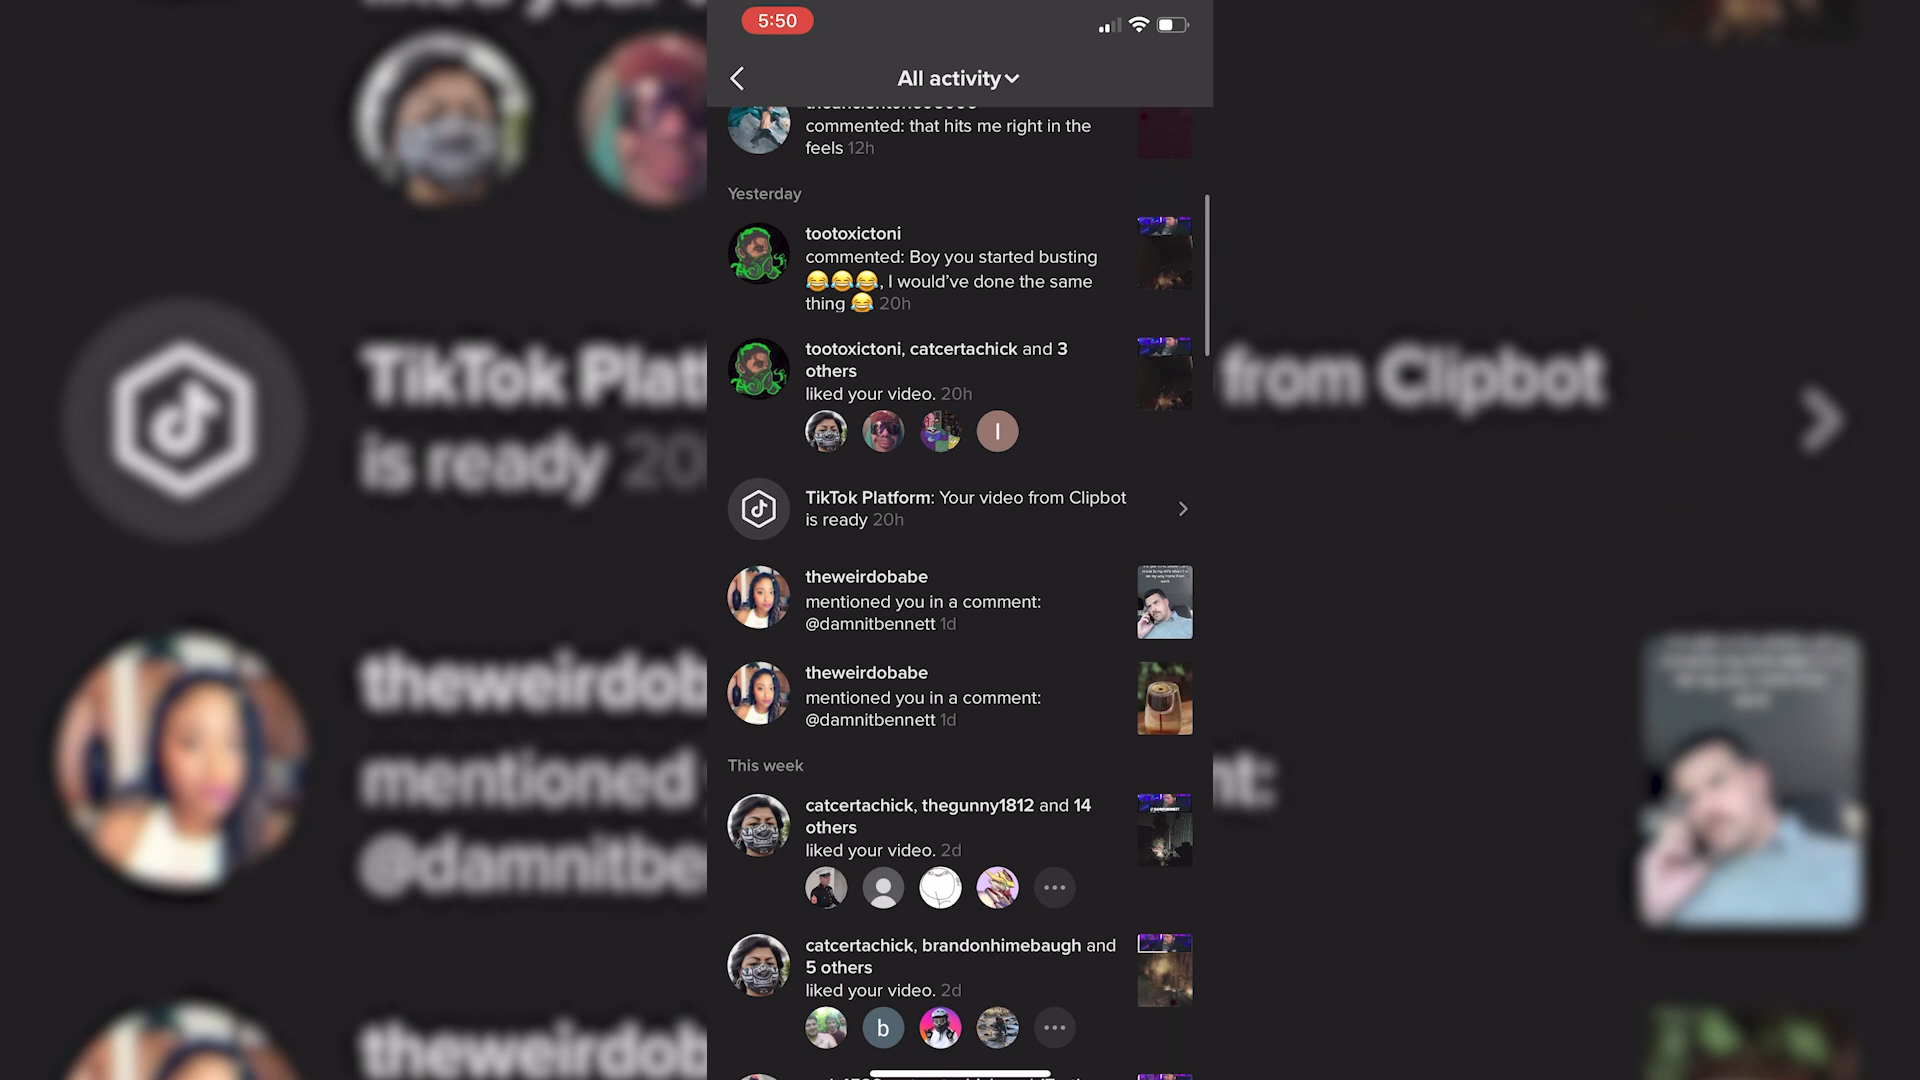 5:50
All activity
commented: that hits me right in the
feels 12h
Yesterday
tootoxictoni
commented: Boy you started busting
😂😂😂, I would've done the same
thing 😂 20h
tootoxictoni, catcertachick and 3
others
liked your video. 20h
I
TikTok Platform: Your video from Clipbot
is ready 20h
theweirdobabe
mentioned you in a comment:
@damnitbennett 1d
theweirdobabe
mentioned you in a comment:
@damnitbennett 1d
This week
catcertachick, thegunny1812 and 14
others
liked your video. 2d
catcertachick, brandonhimebaugh and
5 others
liked your video. 2d
b